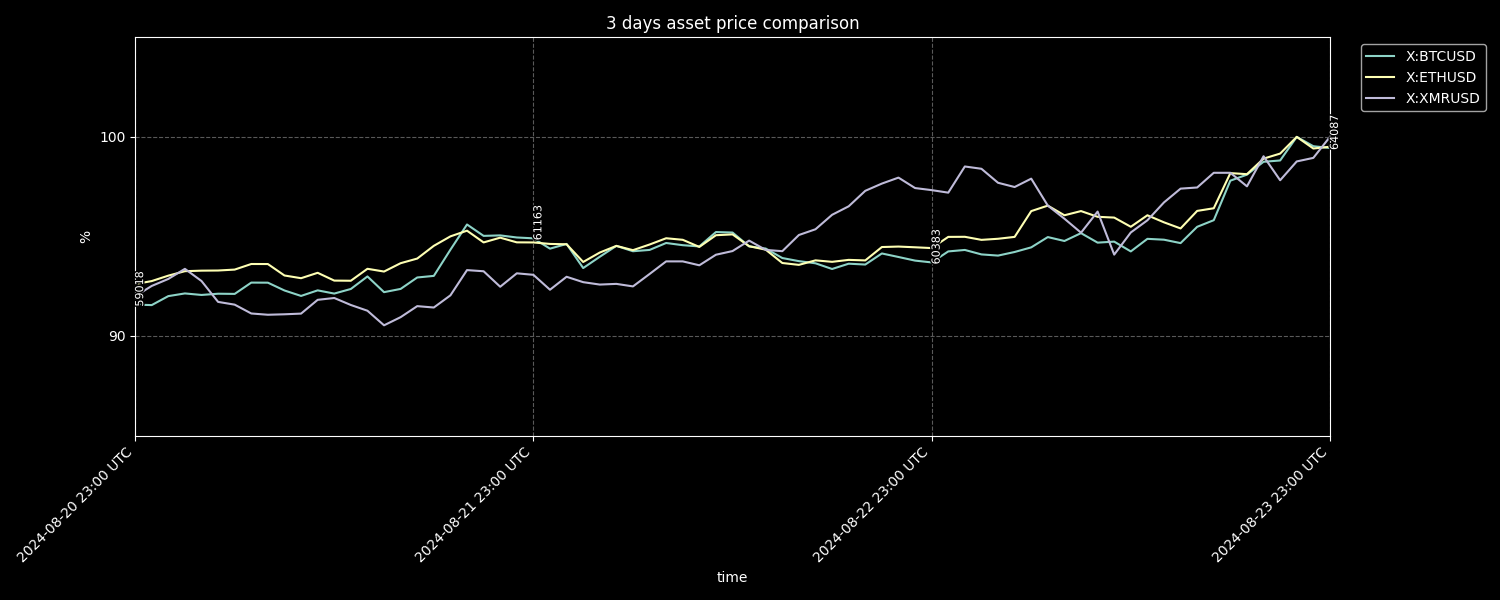 3 days asset price comparison
X:BTCUSD
X:ETHUSD
X:XMRUSD
100
90
%
59018
61163
60383
64087
2024-08-20 23:00 UTC
2024-08-21 23:00 UTC
2024-08-22 23:00 UTC
2024-08-23 23:00 UTC
time